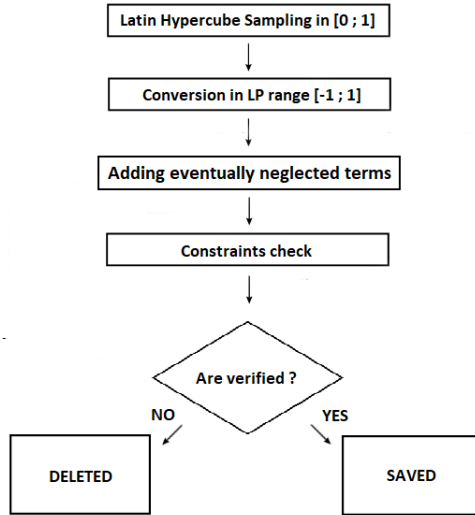 Latin Hypercube Sampling in [0 ; 1]
Conversion in LP range [-1 ; 1]
Adding eventually neglected terms
Constraints check
Are verified ?
NO
YES
DELETED
SAVED